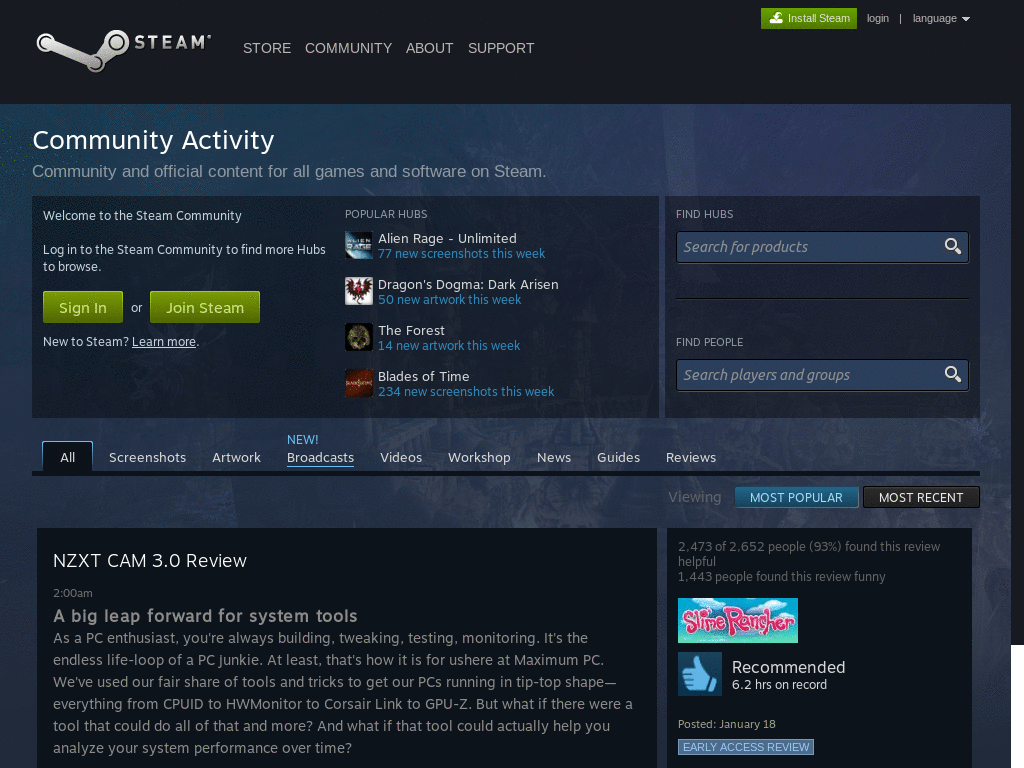 Install Steam login | language
STEAM®
STORE COMMUNITY ABOUT SUPPORT
Community Activity
Community and official content for all games and software on Steam.
Welcome to the Steam Community
Log in to the Steam Community to find more Hubs
to browse.
Sign In or Join Steam
New to Steam? Learn more.
POPULAR HUBS
ALIEN RAGE
Alien Rage - Unlimited
77 new screenshots this week
Dragon's Dogma: Dark Arisen
50 new artwork this week
The Forest
14 new artwork this week
Blades of Time
234 new screenshots this week
FIND HUBS
Search for products
FIND PEOPLE
Search players and groups
NEW!
All Screenshots Artwork Broadcasts Videos Workshop News Guides Reviews
Viewing MOST POPULAR MOST RECENT
NZXT CAM 3.0 Review
2:00am
A big leap forward for system tools
As a PC enthusiast, you're always building, tweaking, testing, monitoring. It's the
endless life-loop of a PC Junkie. At least, that's how it is for ushere at Maximum PC.
We've used our fair share of tools and tricks to get our PCs running in tip-top shape—
everything from CPUID to HWMonitor to Corsair Link to GPU-Z. But what if there were a
tool that could do all of that and more? And what if that tool could actually help you
analyze your system performance over time?
2,473 of 2,652 people (93%) found this review
helpful
1,443 people found this review funny
Slime Rancher
Recommended
6.2 hrs on record
Posted: January 18
EARLY ACCESS REVIEW